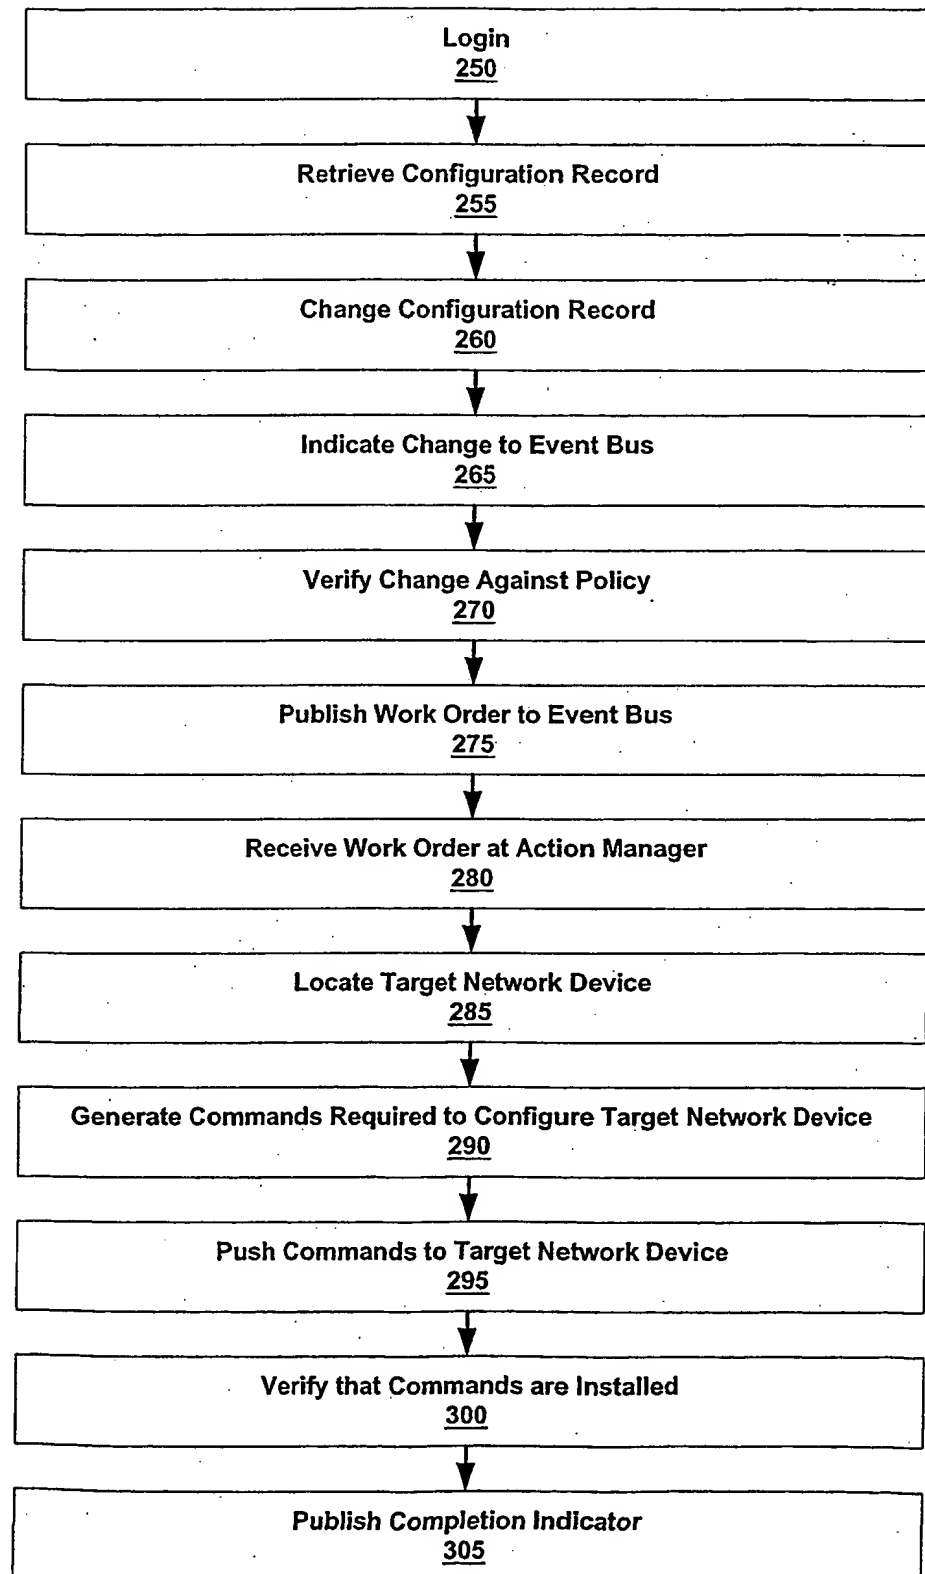 Login
250
Retrieve Configuration Record
255
Change Configuration Record
260
Indicate Change to Event Bus
265
Verify Change Against Policy
270
Publish Work Order to Event Bus
275
Receive Work Order at Action Manager
280
Locate Target Network Device
285
Generate Commands Required to Configure Target Network Device
290
Push Commands to Target Network Device
295
Verify that Commands are Installed
300
Publish Completion Indicator
305